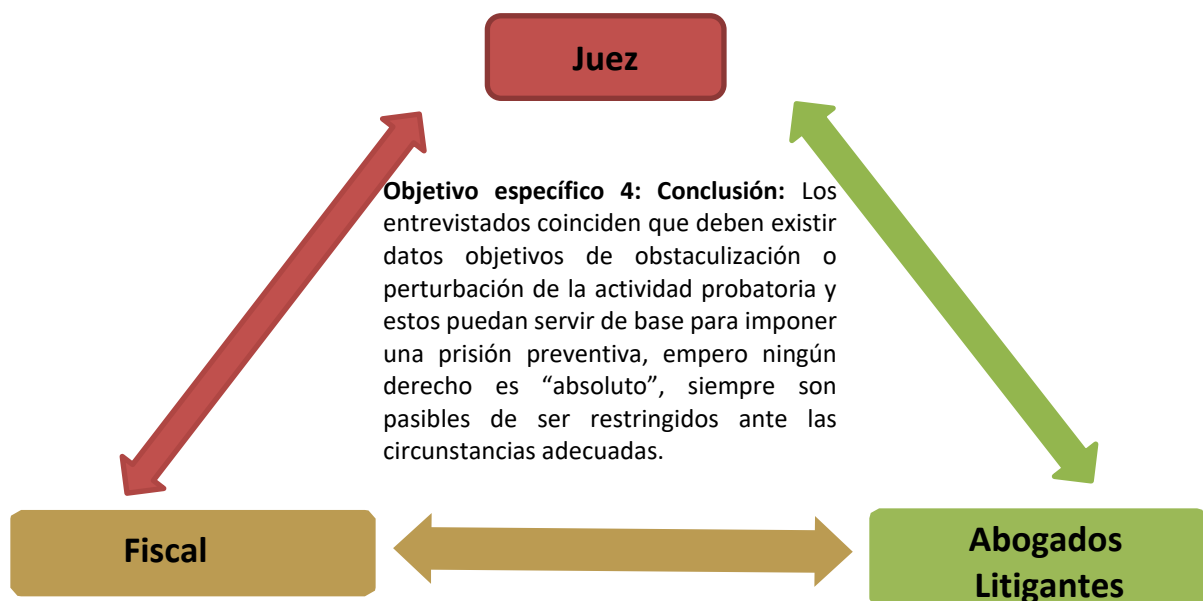 Juez
Objetivo específico 4: Conclusión: Los
entrevistados coinciden que deben existir
datos objetivos de obstaculización o
perturbación de la actividad probatoria y
estos puedan servir de base para imponer
una prisión preventiva, empero ningún
derecho es “absoluto”, siempre son
pasibles de ser restringidos ante las
circunstancias adecuadas.
Fiscal
Abogados
Litigantes